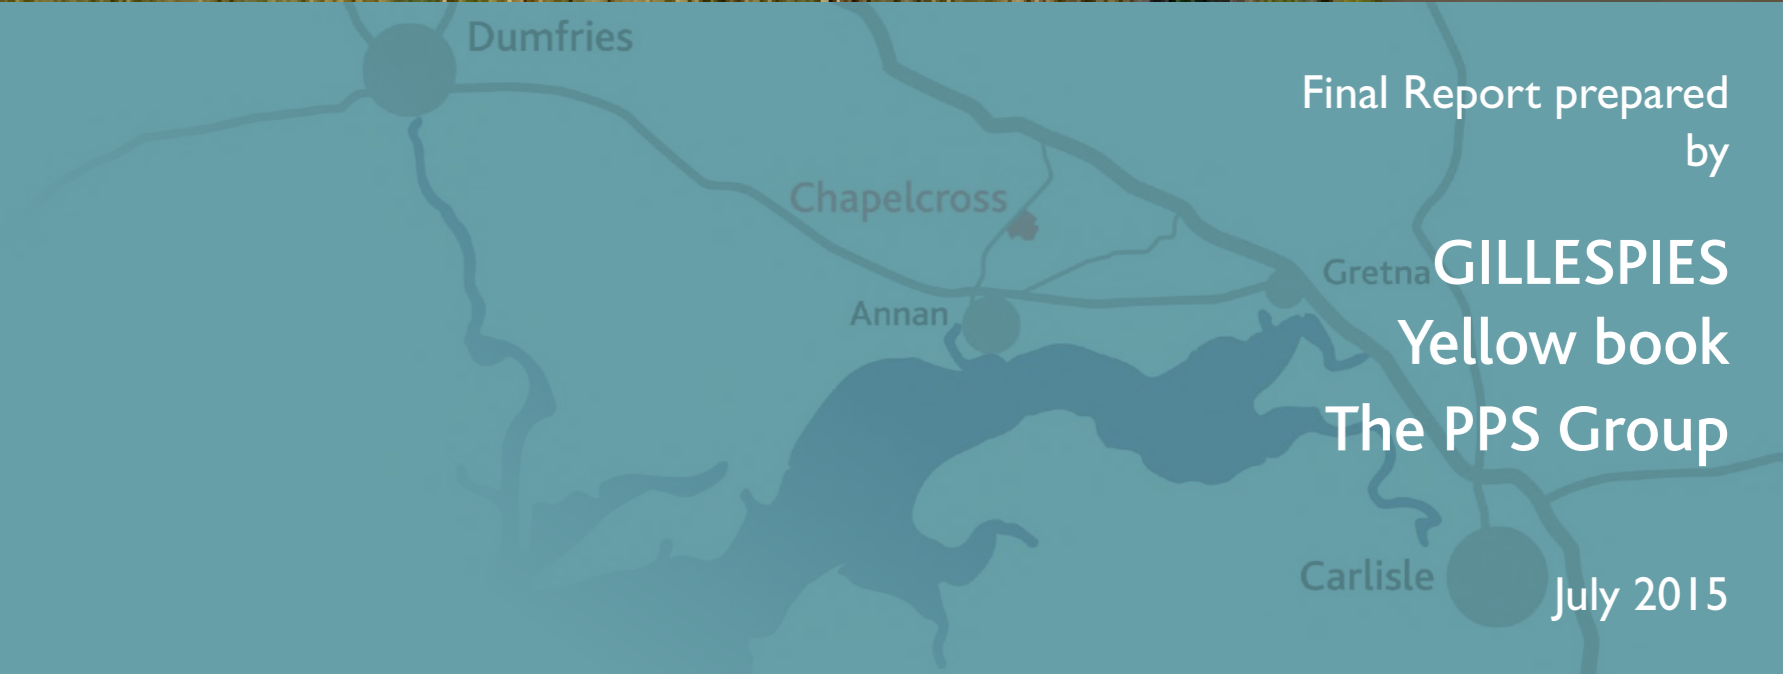 Dumfries
Final Report prepared
by
Chapelcross
Gretna
GILLESPIES
Annan
Yellow book
The PPS Group
Carlisle
July 2015